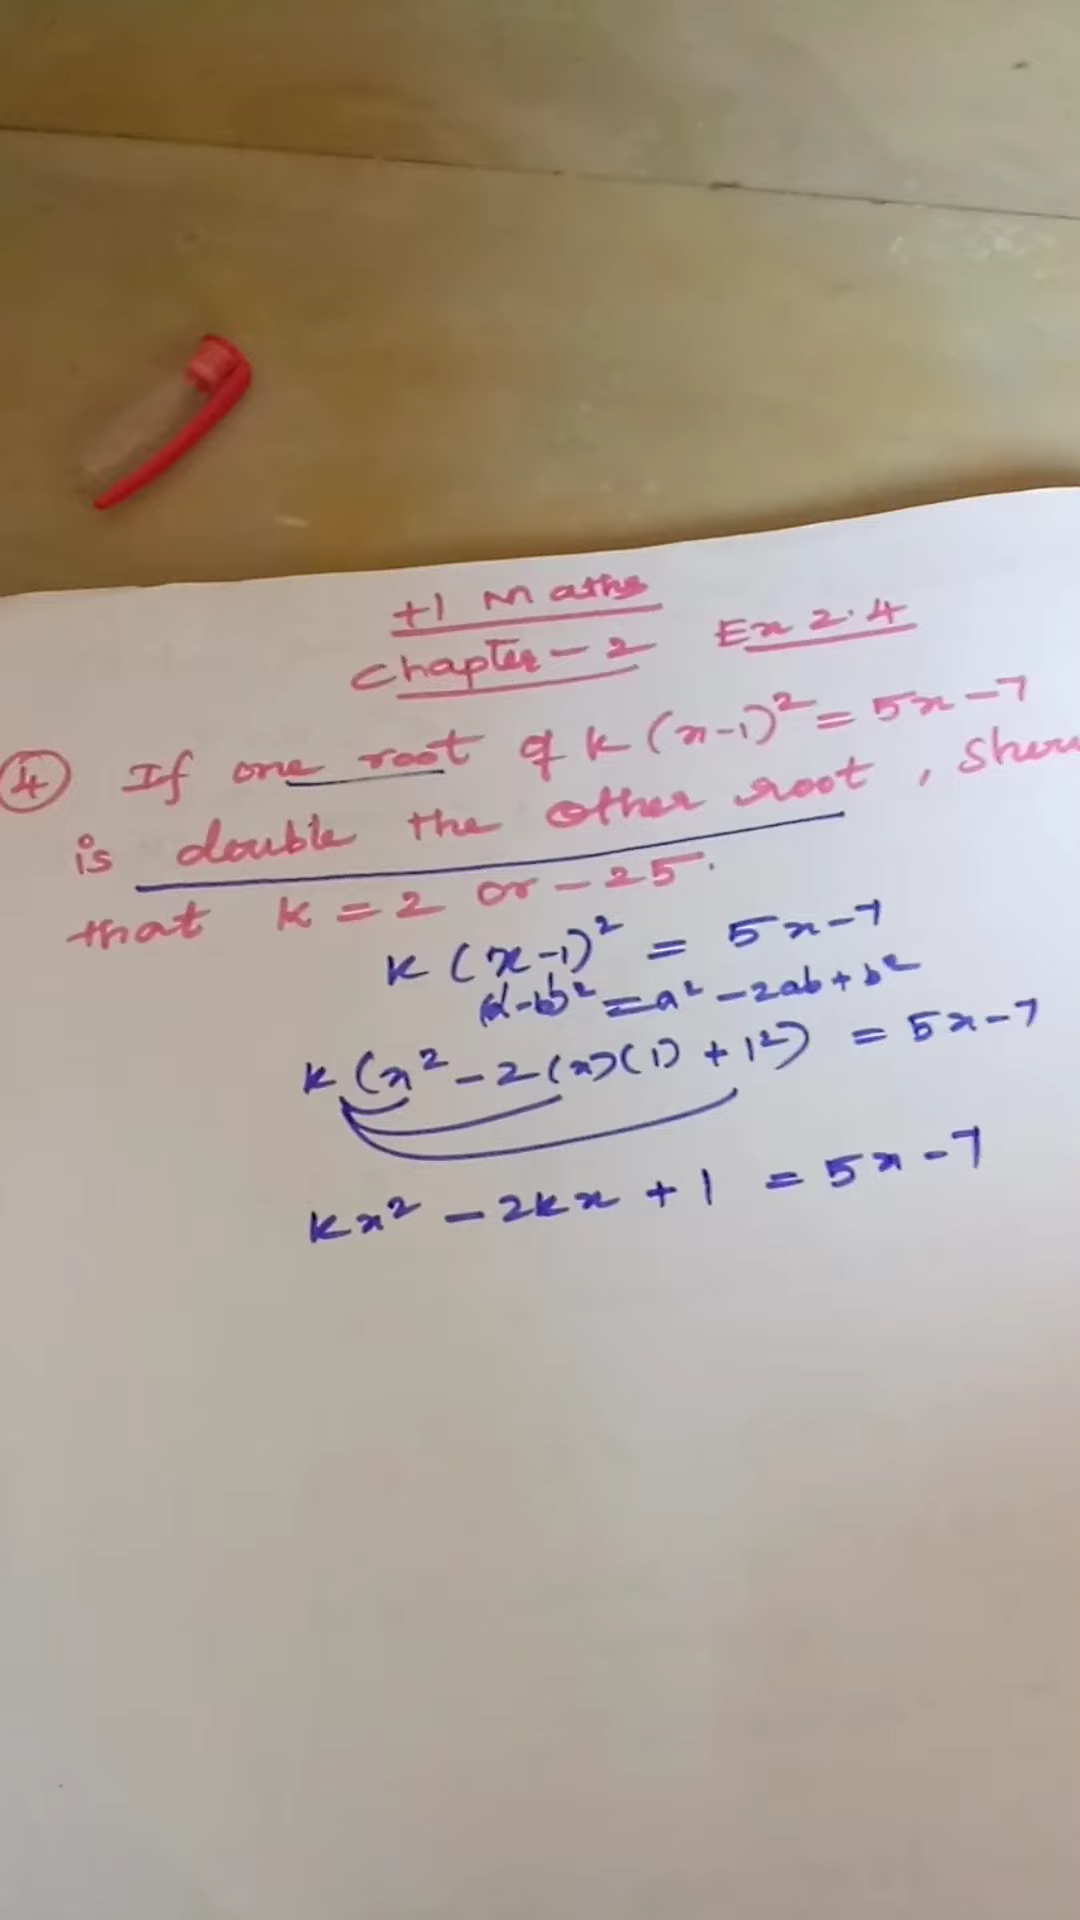 +1 Maths
Chapter - 2 Ex 2.4
④ If one root of k(x-1)² = 5x-7
is double the other root, show
that k = 2 or -25.
k(x-1)² = 5x-7
(a-b)² = a² - 2ab + b²
k(x² - 2(x)(1) + 1²) = 5x-7
kx² - 2kx + 1 = 5x-7